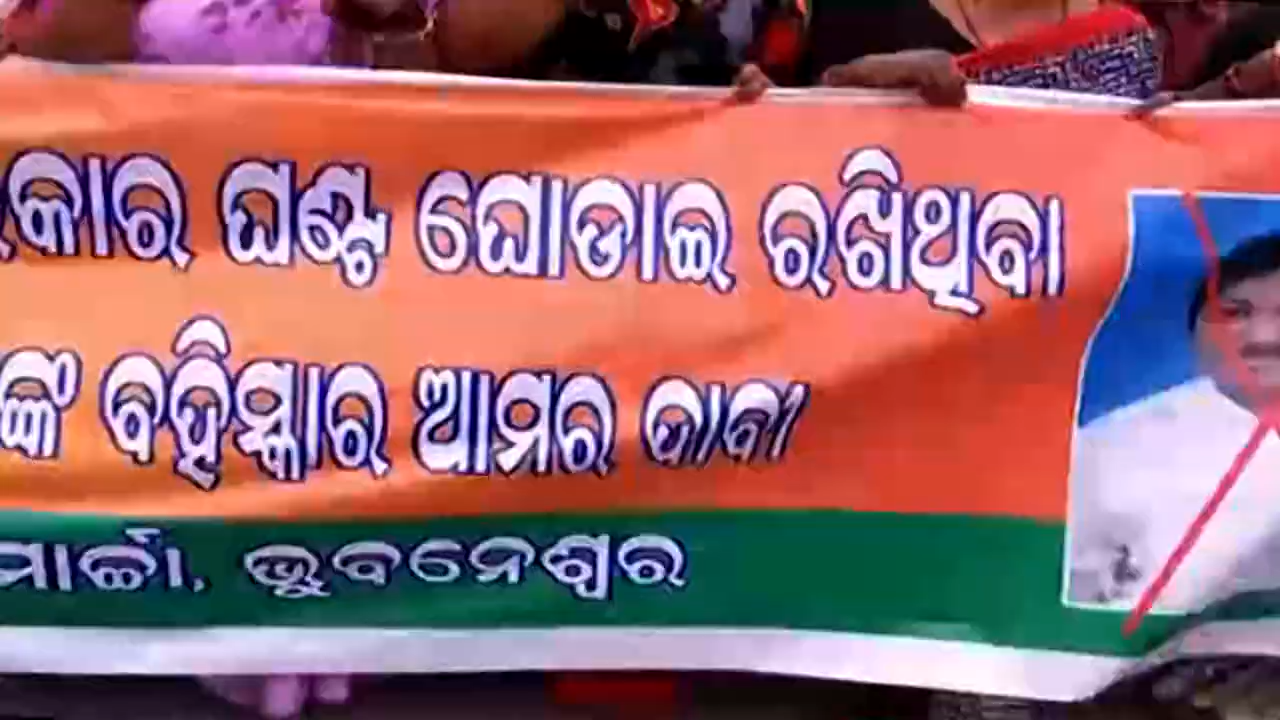 ଘଣ୍ଟ ଘୋଡାଇ ରଖିଥିବା
ବହିସ୍କାର ଆମର ଦାବୀ
ମୋର୍ଚ୍ଚା, ଭୁବନେଶ୍ୱର